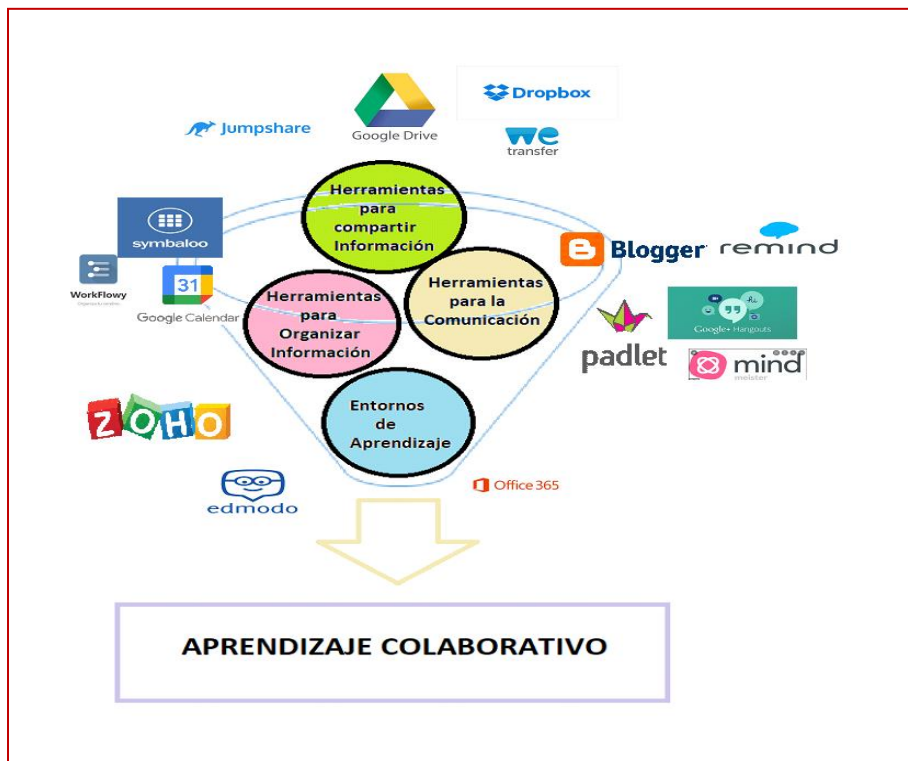 Jumpshare
Google Drive
Dropbox
we
transfer
Herramientas
para
compartir
Información
symbaloo
WorkFlowy
31
Google Calendar
Herramientas
para
Organizar
Información
Herramientas
para la
Comunicación
Blogger
remind
padlet
Google+ Hangouts
mind
meister
Entornos
de
Aprendizaje
ZOHO
edmodo
Office 365
APRENDIZAJE COLABORATIVO